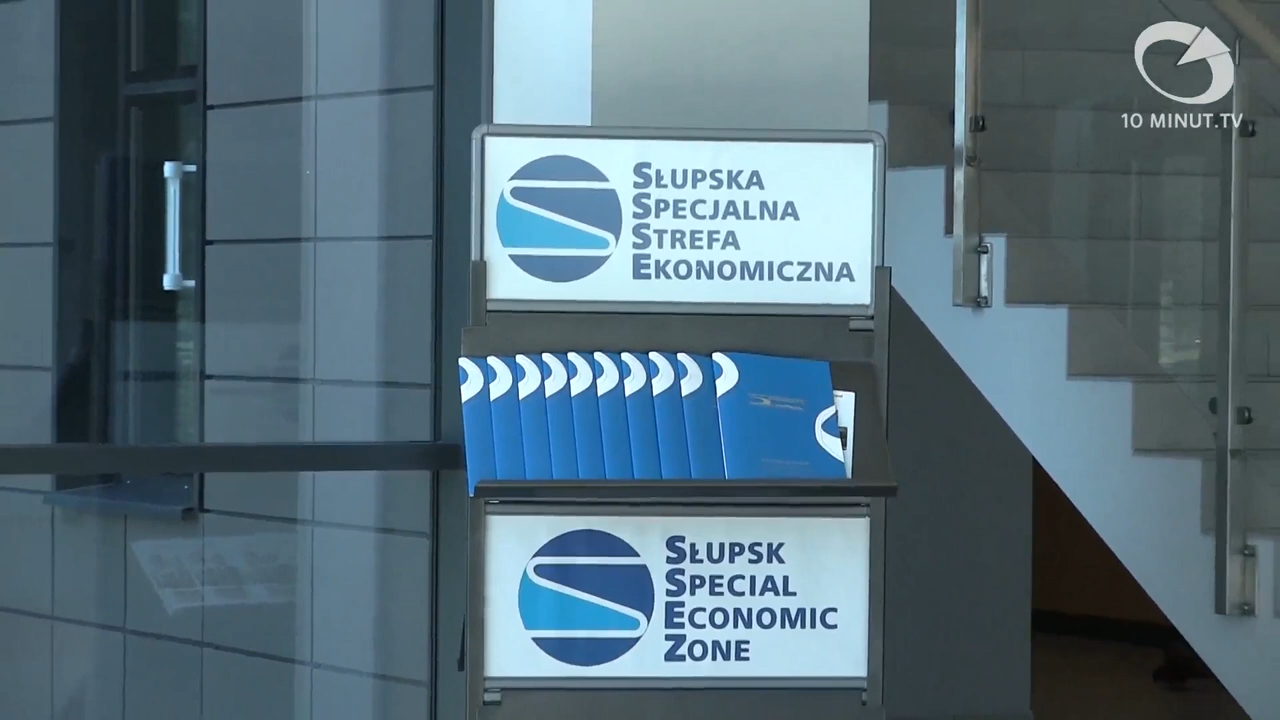 10 MINUT.TV
SŁUPSKA
SPECJALNA
STREFA
EKONOMICZNA
SŁUPSK
SPECIAL
ECONOMIC
ZONE